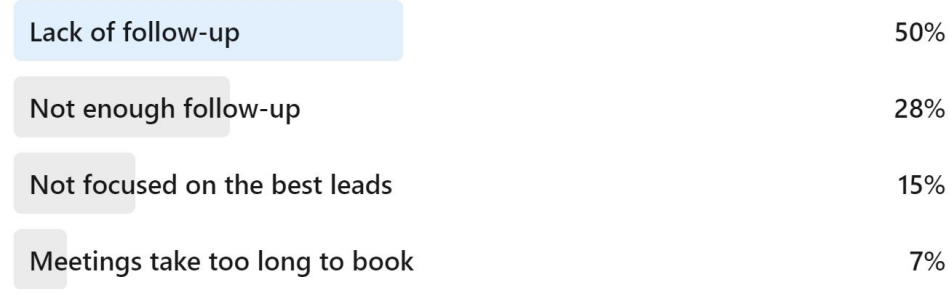 Lack of follow-up 50%
Not enough follow-up 28%
Not focused on the best leads 15%
Meetings take too long to book 7%